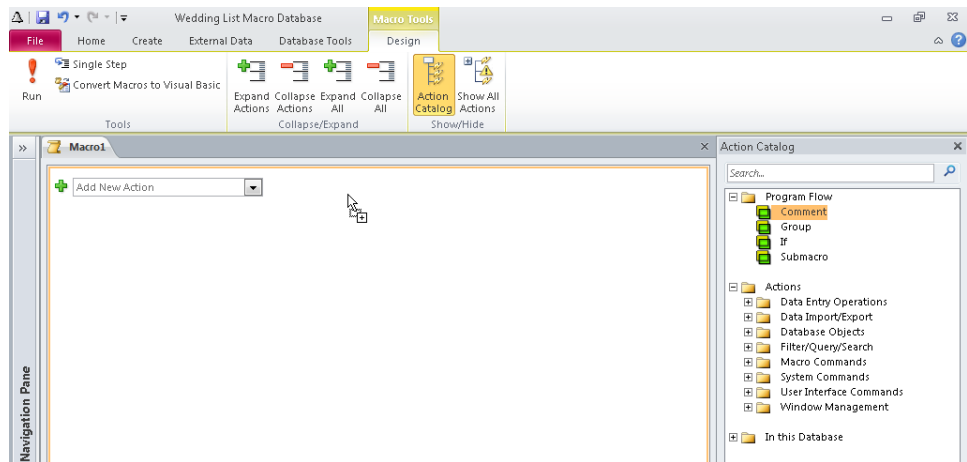 Wedding List Macro Database
Macro Tools
File Home Create External Data Database Tools Design
Run
Single Step
Convert Macros to Visual Basic
Tools
Expand Actions
Collapse Actions
Expand All
Collapse All
Collapse/Expand
Action Catalog
Show All Actions
Show/Hide
Macro1
Add New Action
Navigation Pane
Action Catalog
Search...
Program Flow
Comment
Group
If
Submacro
Actions
Data Entry Operations
Data Import/Export
Database Objects
Filter/Query/Search
Macro Commands
System Commands
User Interface Commands
Window Management
In this Database